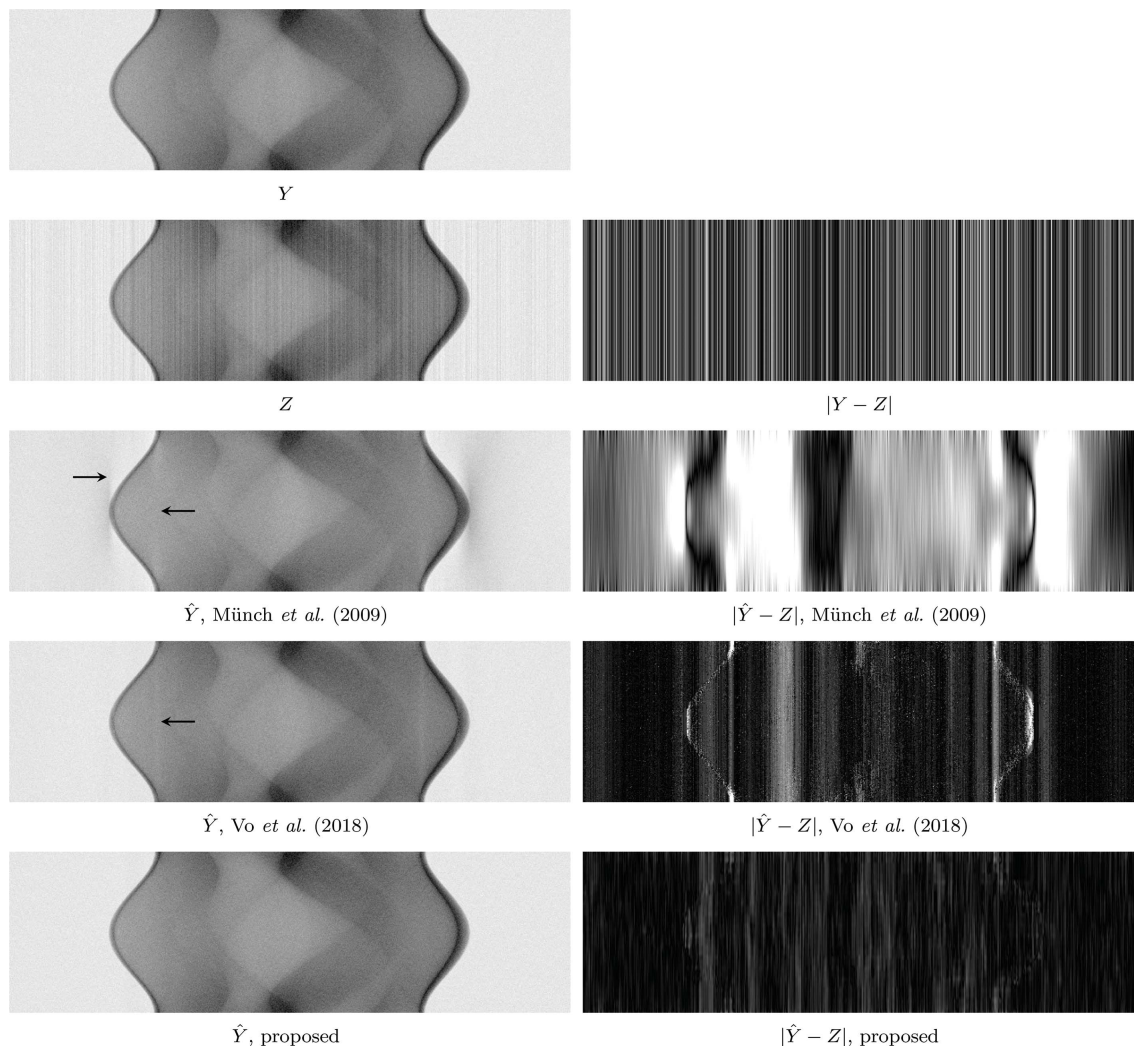 Y
Z
|Y − Z|
Ŷ, Münch et al. (2009)
|Ŷ − Z|, Münch et al. (2009)
Ŷ, Vo et al. (2018)
|Ŷ − Z|, Vo et al. (2018)
Ŷ, proposed
|Ŷ − Z|, proposed